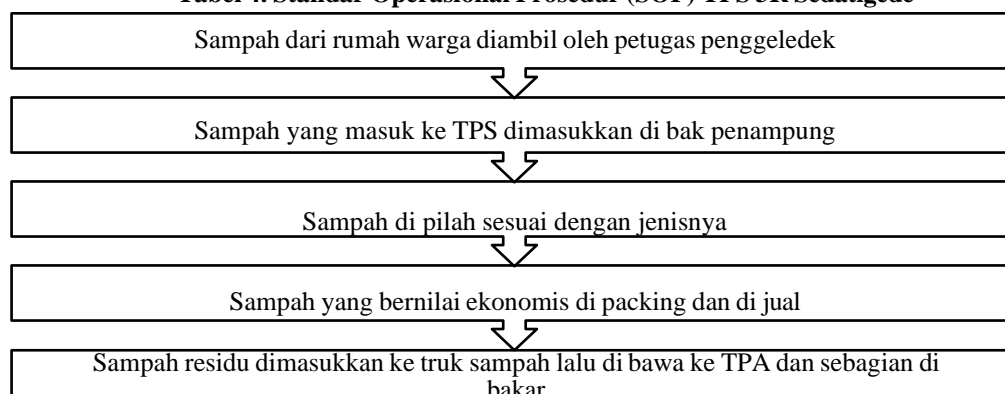 Tabel 4. Standar Operasional Prosedur (SOP) TPS 3R Sedatigede
Sampah dari rumah warga diambil oleh petugas penggeledek
Sampah yang masuk ke TPS dimasukkan di bak penampung
Sampah di pilah sesuai dengan jenisnya
Sampah yang bernilai ekonomis di packing dan di jual
Sampah residu dimasukkan ke truk sampah lalu di bawa ke TPA dan sebagian di
bakar